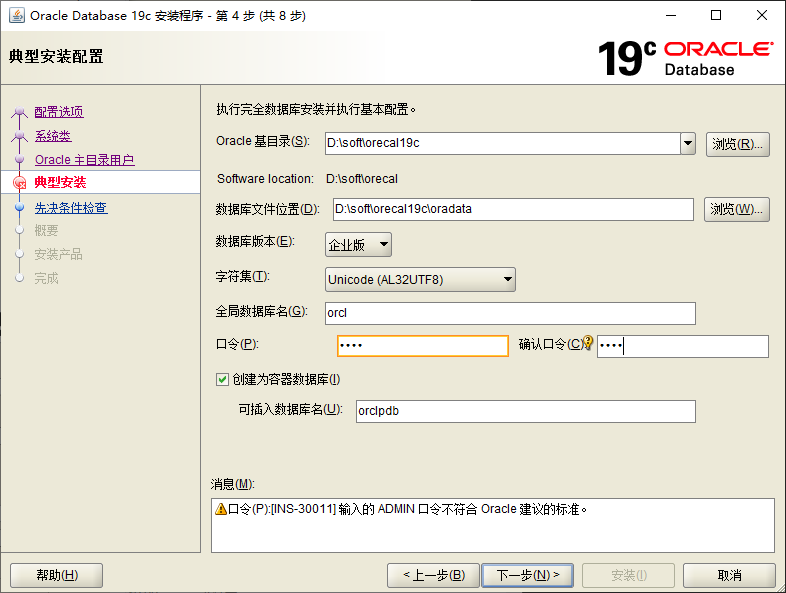 Oracle Database 19c 安装程序 - 第 4 步 (共 8 步)
典型安装配置
19c ORACLE Database
配置选项
系统类
Oracle 主目录用户
典型安装
先决条件检查
概要
安装产品
完成
执行完全数据库安装并执行基本配置。
Oracle 基目录(S): D:\soft\orecal19c 浏览(R)...
Software location: D:\soft\orecal
数据库文件位置(D): D:\soft\orecal19c\oradata 浏览(W)...
数据库版本(E): 企业版
字符集(T): Unicode (AL32UTF8)
全局数据库名(G): orcl
口令(P): •••• 确认口令(C) ••••
创建为容器数据库(I)
可插入数据库名(U): orclpdb
消息(M):
口令(P):[INS-30011] 输入的 ADMIN 口令不符合 Oracle 建议的标准。
帮助(H) < 上一步(B) 下一步(N) > 安装(I) 取消